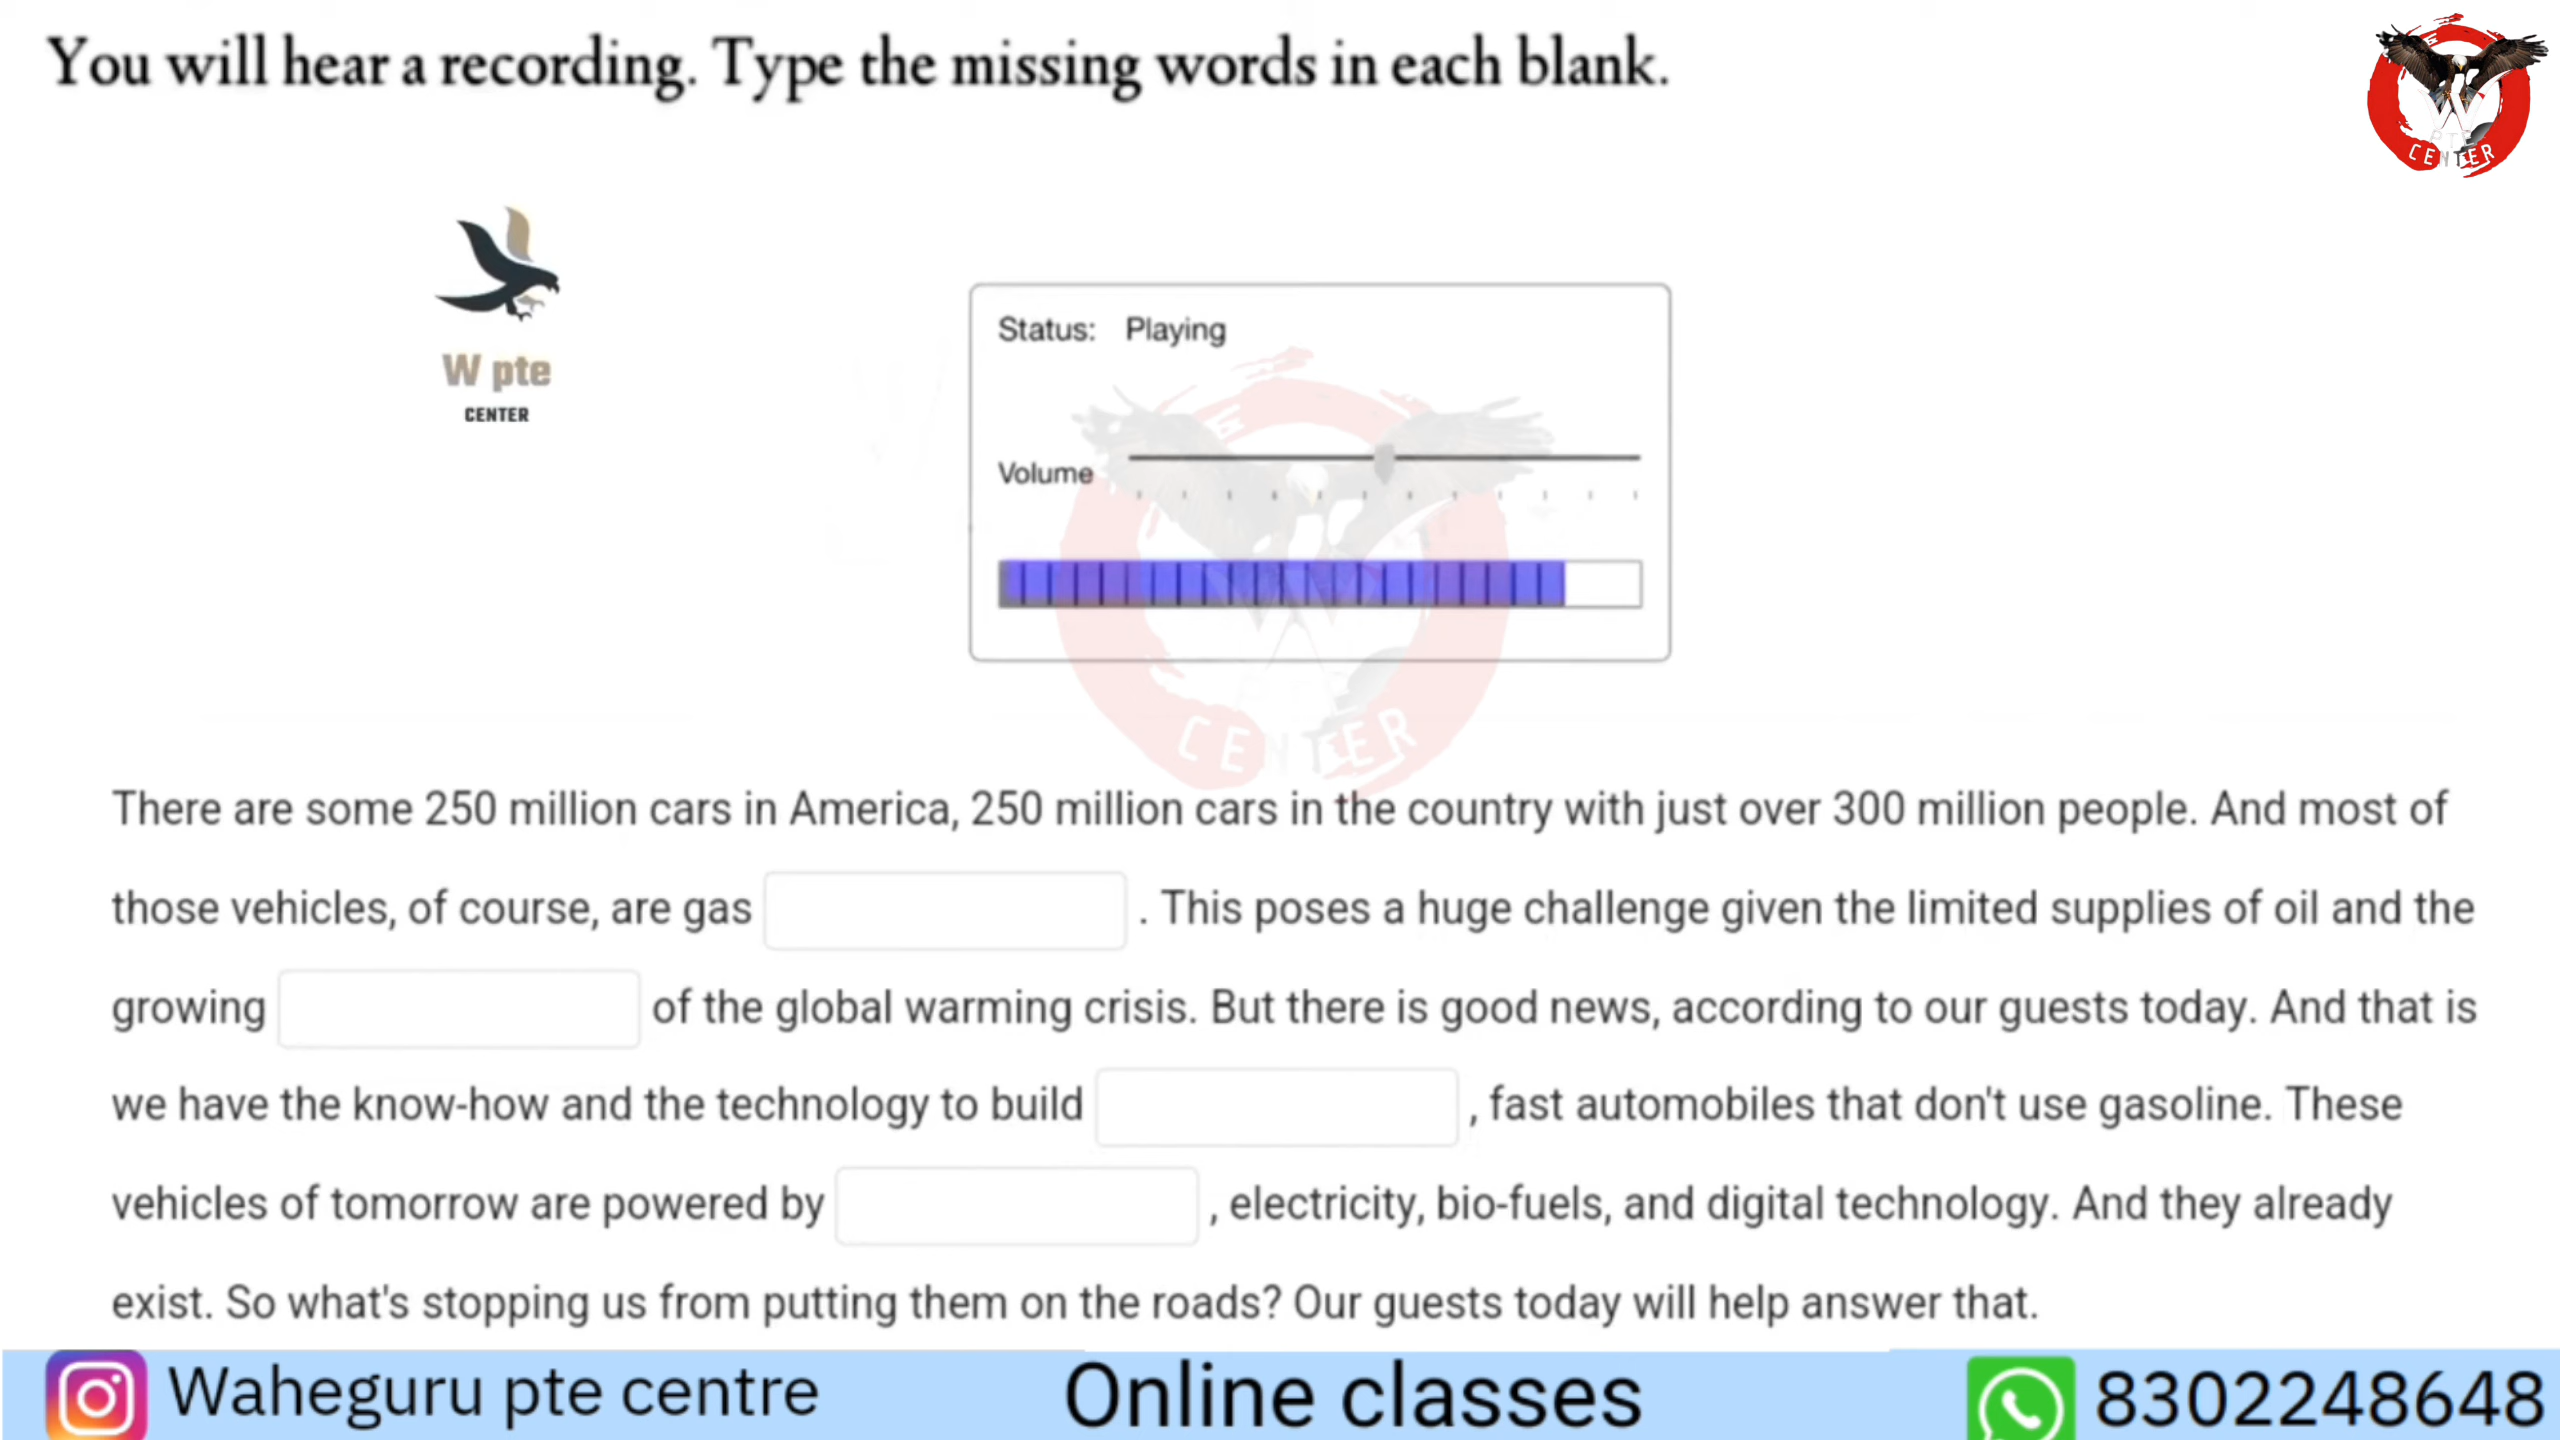 You will hear a recording. Type the missing words in each blank.
CENTER
W pte
CENTER
Status: Playing
Volume
CENTER
There are some 250 million cars in America, 250 million cars in the country with just over 300 million people. And most of
those vehicles, of course, are gas . This poses a huge challenge given the limited supplies of oil and the
growing of the global warming crisis. But there is good news, according to our guests today. And that is
we have the know-how and the technology to build , fast automobiles that don't use gasoline. These
vehicles of tomorrow are powered by , electricity, bio-fuels, and digital technology. And they already
exist. So what's stopping us from putting them on the roads? Our guests today will help answer that.
Waheguru pte centre Online classes 8302248648